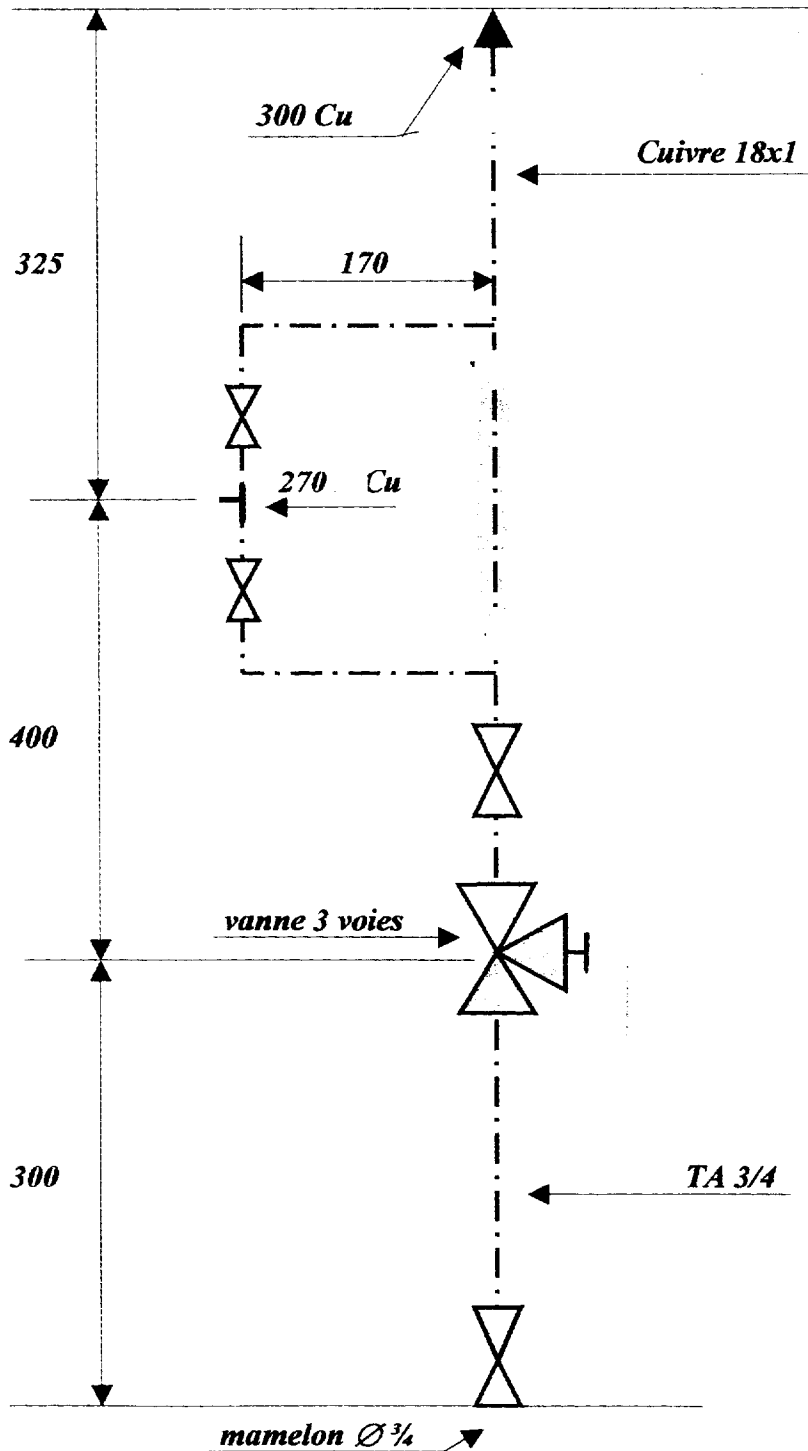 300 Cu
Cuivre 18x1
325
170
270 Cu
400
vanne 3 voies
300
TA 3/4
mamelon Ø ¾